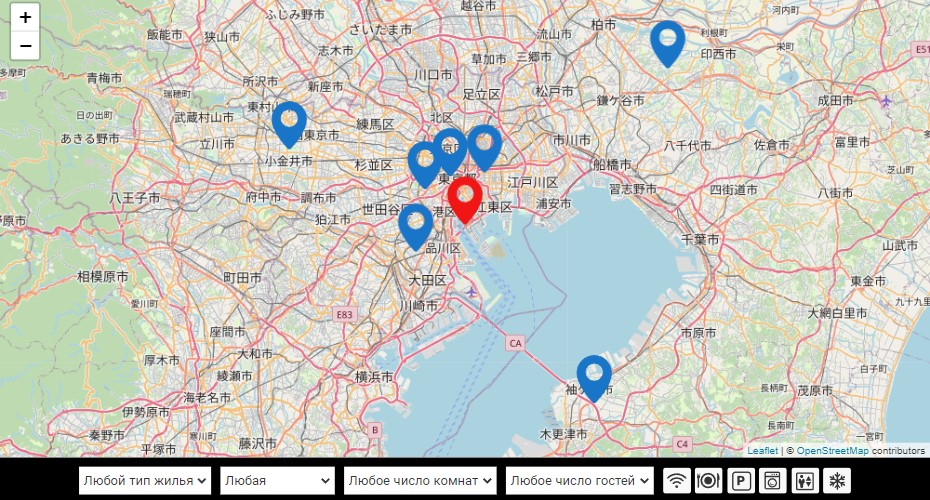 +
−
ふじみ野市
越谷市
河内町
飯能市
狭山市
さいたま市
流山市
柏市
利根町
栄町
印西市
E51
志木市
草加市
三郷市
多摩町
青梅市
所沢市
川口市
新座市
瑞穂町
足立区
松戸市
鎌ケ谷市
成田市
日の出町
武蔵村山市
東村山市
北区
練馬区
あきる野市
立川市
東京市
市川市
八千代市
佐倉市
富里市
小金井市
杉並区
船橋市
芝山町
八王子市
府中市
調布市
東京都
江戸川区
習志野市
四街道市
八街市
狛江市
世田谷区
港区
江東区
浦安市
品川区
千葉市
山武市
相模原市
町田市
大田区
東金市
愛川町
E83
川崎市
九十九里
大網白里市
座間市
CA
市原市
厚木市
大和市
白子町
綾瀬市
横浜市
長柄町
茂原市
伊勢原市
海老名市
長南町
秦野市
寒川町
藤沢市
B
木更津市
C4
一宮町
平塚市
Leaflet | © OpenStreetMap contributors
Любой тип жилья
Любая
Любое число комнат
Любое число гостей
P